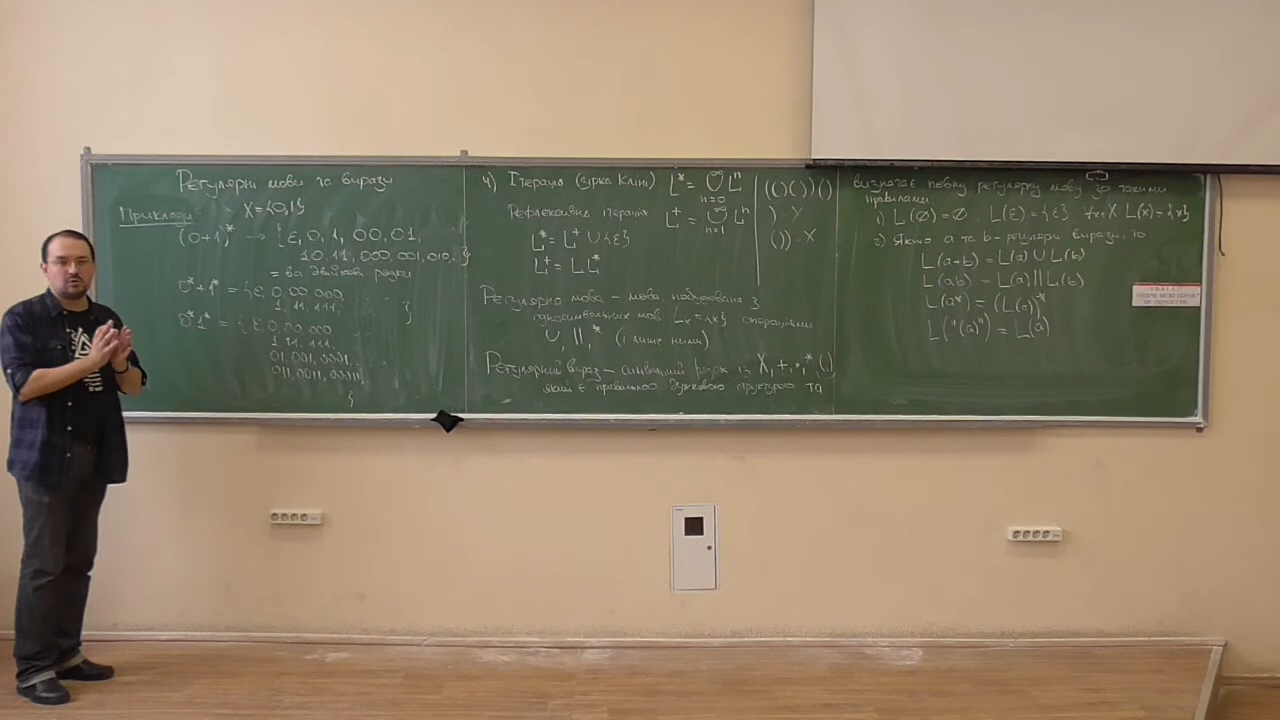 Регулярні мови та вирази
Приклади: X={0,1}
(0+1)* → {ε, 0, 1, 00, 01,
10, 11, 000, 001, 010, }
= всі двійкові рядки
0*+1* = {ε, 0, 00, 000,
1, 11, 111, }
0*1* = {ε, 0, 00, 000,
1, 11, 111,
01, 001, 0001,
011, 0011, 00011,
}
4) Ітерація (зірка Кліні) L* = ∪ Lⁿ
n=0
∞
Рефлексивна ітерація L⁺ = ∪ Lⁿ
n=1
∞
L* = L⁺ ∪ {ε}
L⁺ = LL*
(()())()
)-
())-X
Регулярна мова – мова, побудована з
односимвольних мов Lₓ={x} операціями
∪, ||, * (і лише ними)
Регулярний вираз – символьний рядок із X, +, ·, *, (,)
який є правильною дужковою структурою та
визначає певну регулярну мову за такими
правилами:
1) L(∅)=∅. L(ε)={ε} ∀x∈X L(x)={x}
2) Якщо a та b – регулярні вирази, то
L(a+b) = L(a) ∪ L(b)
L(ab) = L(a) || L(b)
L(a*) = (L(a))*
L("(a)") = L(a)